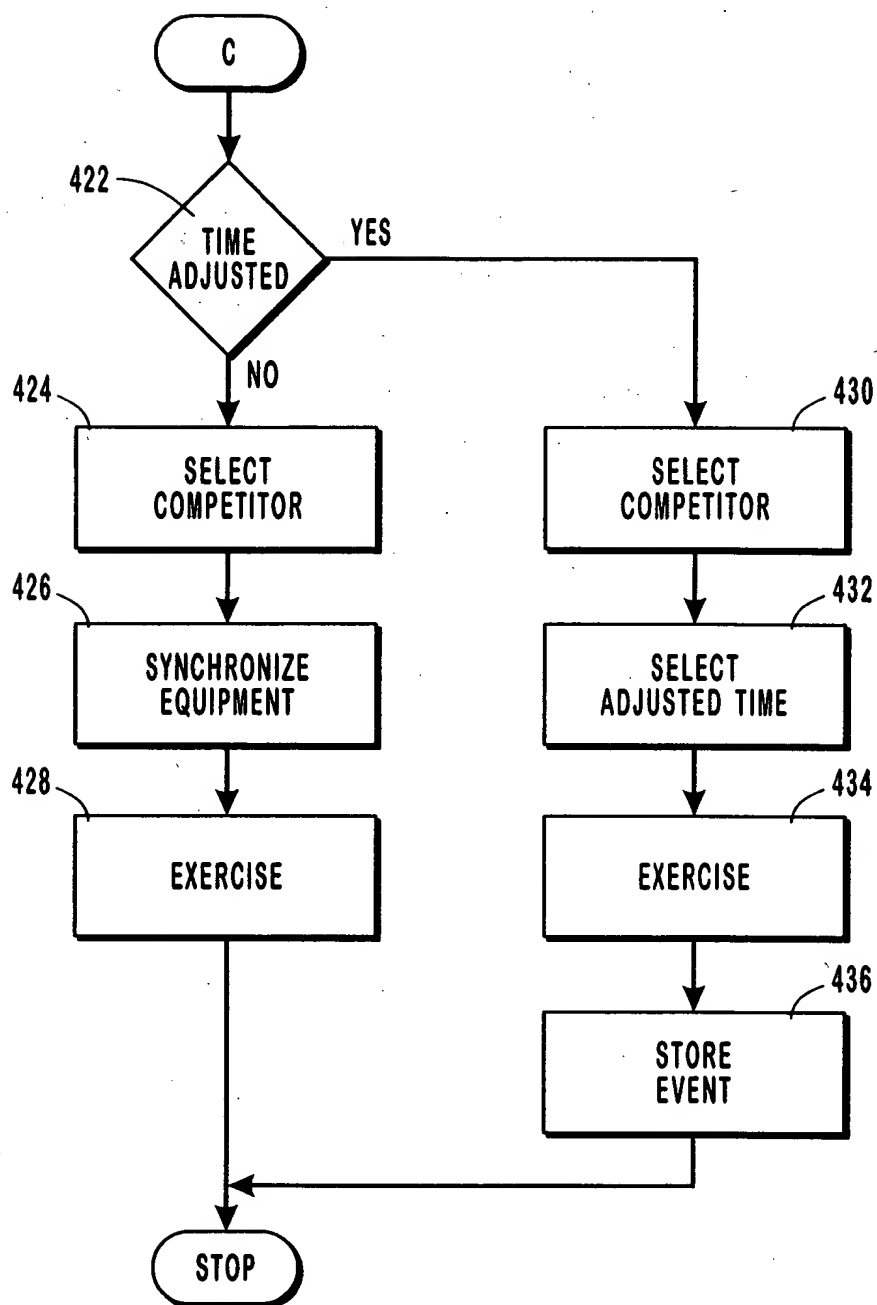 C
422
TIME
ADJUSTED
YES
NO
424
SELECT
COMPETITOR
426
SYNCHRONIZE
EQUIPMENT
428
EXERCISE
430
SELECT
COMPETITOR
432
SELECT
ADJUSTED TIME
434
EXERCISE
436
STORE
EVENT
STOP